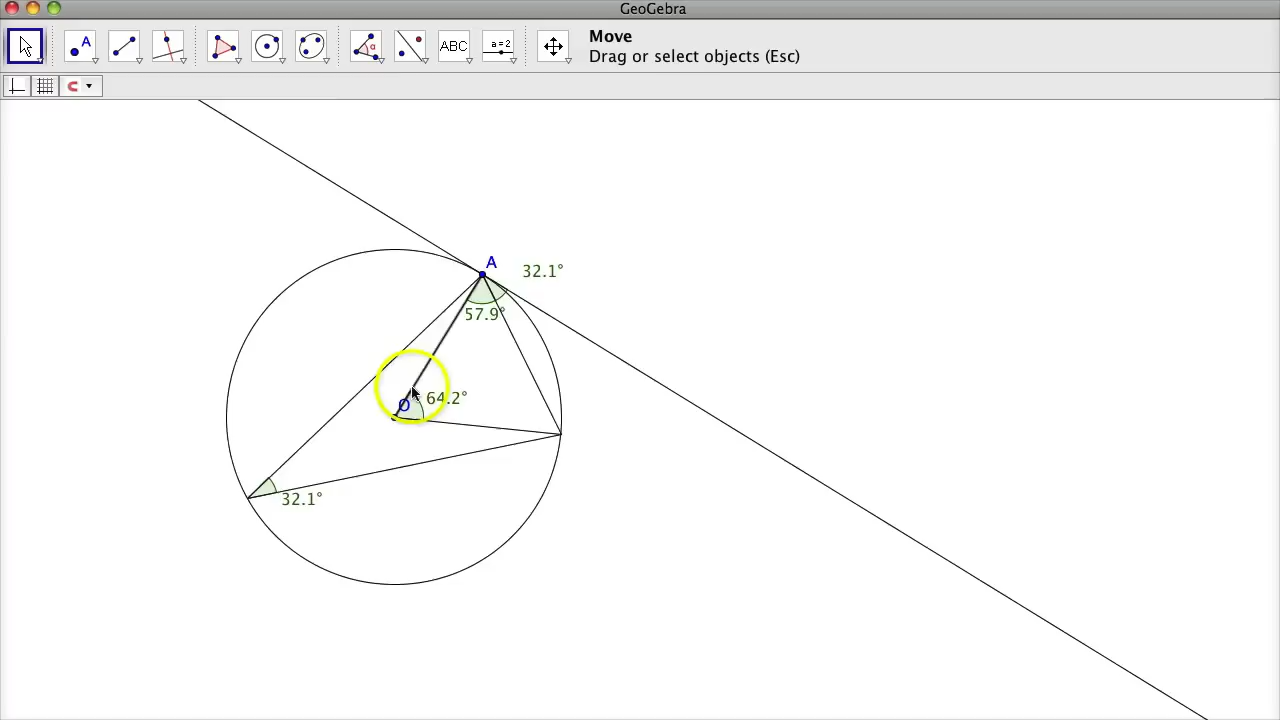 GeoGebra
A
ABC
a=2
Move
Drag or select objects (Esc)
A
32.1°
57.9°
O
64.2°
32.1°